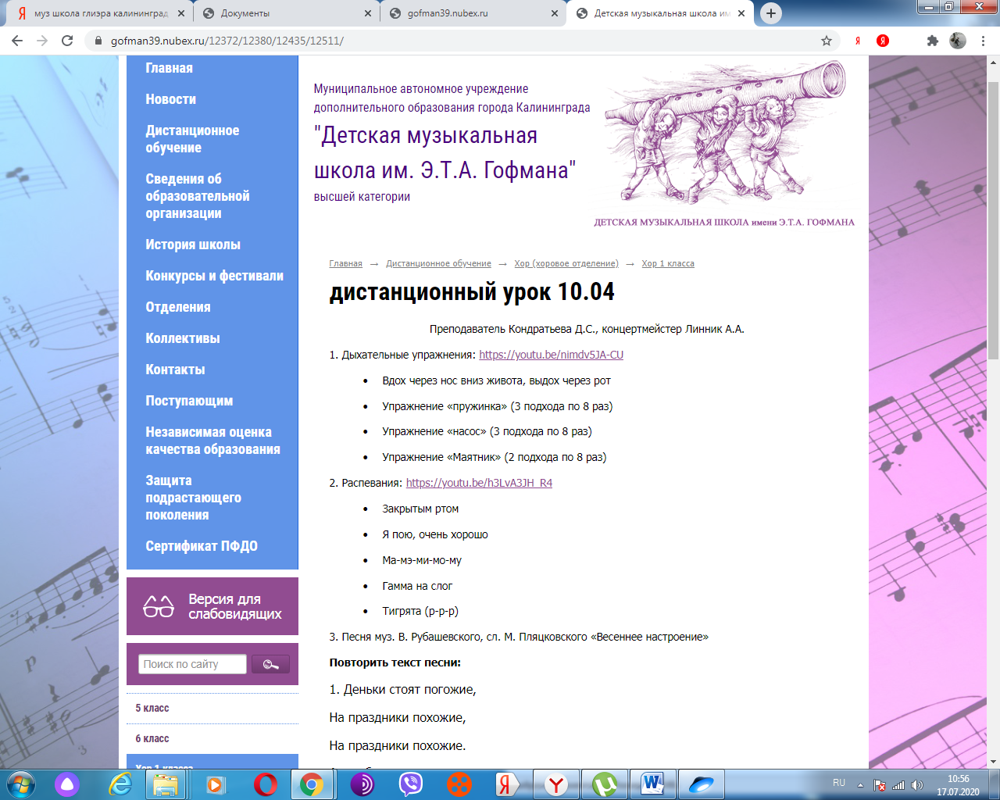 муз школа глиэра калининград
Документы
gofman39.nubex.ru
Детская музыкальная школа им
gofman39.nubex.ru/12372/12380/12435/12511/
Главная
Новости
Дистанционное
обучение
Сведения об
образовательной
организации
История школы
Конкурсы и фестивали
Отделения
Коллективы
Контакты
Поступающим
Независимая оценка
качества образования
Защита
подрастающего
поколения
Сертификат ПФДО
Версия для
слабовидящих
Поиск по сайту
5 класс
6 класс
Хор 1 класса
Муниципальное автономное учреждение
дополнительного образования города Калининграда
"Детская музыкальная
школа им. Э.Т.А. Гофмана"
высшей категории
ДЕТСКАЯ МУЗЫКАЛЬНАЯ ШКОЛА имени Э.Т.А. ГОФМАНА
Главная → Дистанционное обучение → Хор (хоровое отделение) → Хор 1 класса
дистанционный урок 10.04
Преподаватель Кондратьева Д.С., концертмейстер Линник А.А.
1. Дыхательные упражнения: https://youtu.be/nimdv5JA-CU
• Вдох через нос вниз живота, выдох через рот
• Упражнение «пружинка» (3 подхода по 8 раз)
• Упражнение «насос» (3 подхода по 8 раз)
• Упражнение «Маятник» (2 подхода по 8 раз)
2. Распевания: https://youtu.be/h3LvA3JH_R4
• Закрытым ртом
• Я пою, очень хорошо
• Ма-мэ-ми-мо-му
• Гамма на слог
• Тигрята (р-р-р)
3. Песня муз. В. Рубашевского, сл. М. Пляцковского «Весеннее настроение»
Повторить текст песни:
1. Деньки стоят погожие,
На праздники похожие,
На праздники похожие.
RU
10:56
17.07.2020